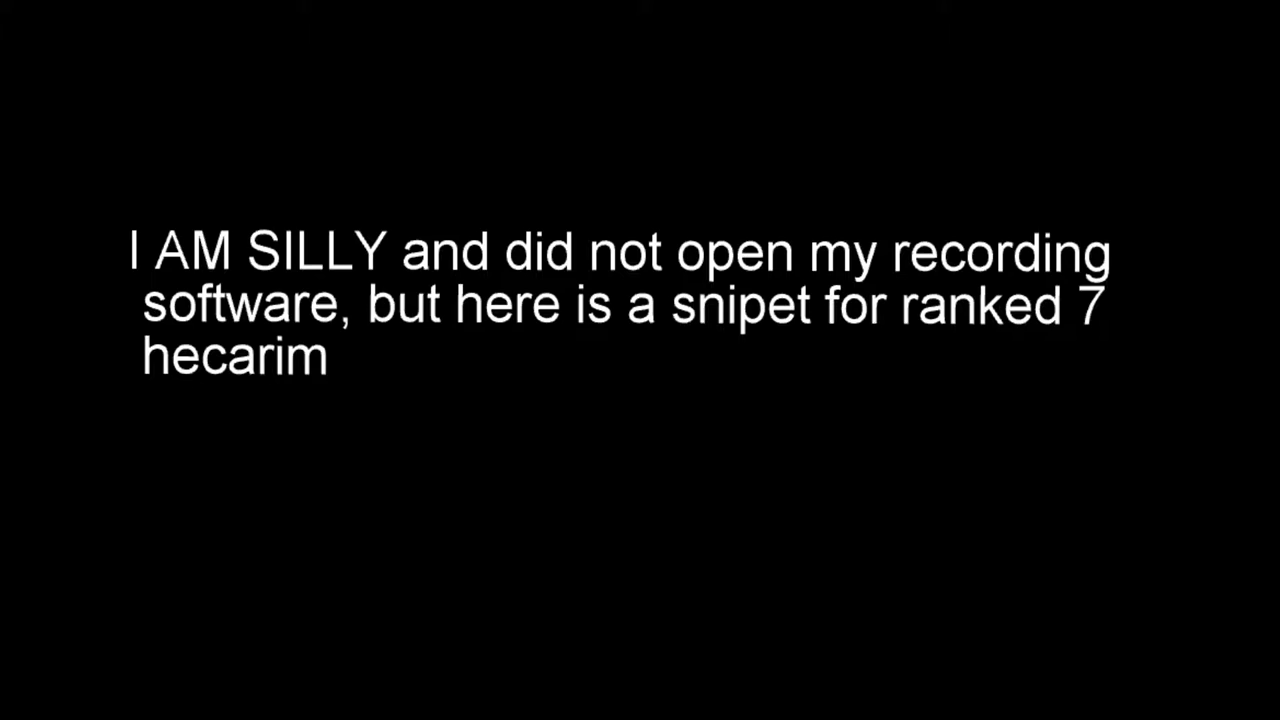 I AM SILLY and did not open my recording
software, but here is a snipet for ranked 7
hecarim